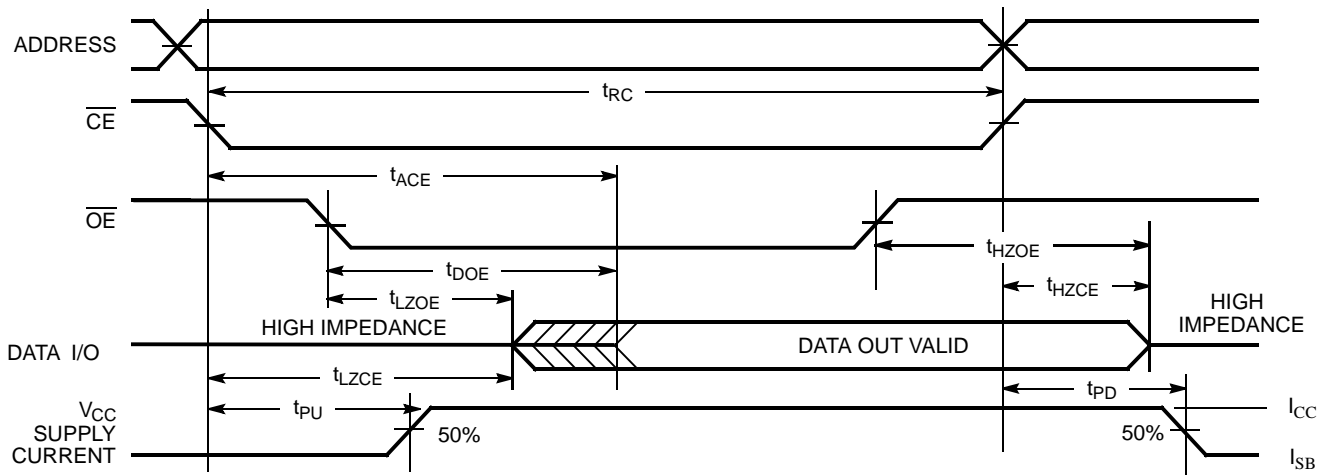 ADDRESS
tRC
CE
tACE
OE
tHZOE
tDOE
tHZCE
tLZOE
HIGH IMPEDANCE
HIGH
IMPEDANCE
DATA I/O
DATA OUT VALID
tLZCE
tPD
tPU
VCC
SUPPLY
CURRENT
50%
50%
ICC
ISB